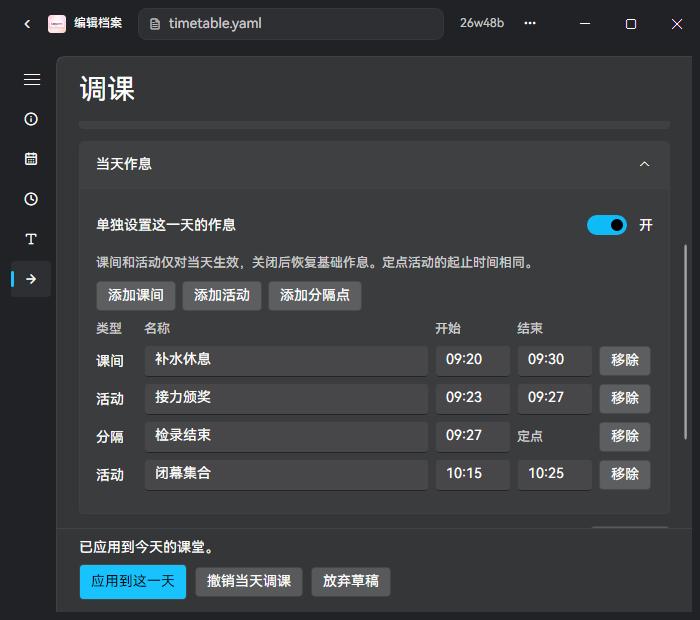 编辑档案 timetable.yaml 26w48b
调课
当天作息
单独设置这一天的作息 开
课间和活动仅对当天生效，关闭后恢复基础作息。定点活动的起止时间相同。
添加课间 添加活动 添加分隔点
类型 名称 开始 结束
课间 补水休息 09:20 09:30 移除
活动 接力颁奖 09:23 09:27 移除
分隔 检录结束 09:27 定点 移除
活动 闭幕集合 10:15 10:25 移除
已应用到今天的课堂。
应用到这一天 撤销当天调课 放弃草稿